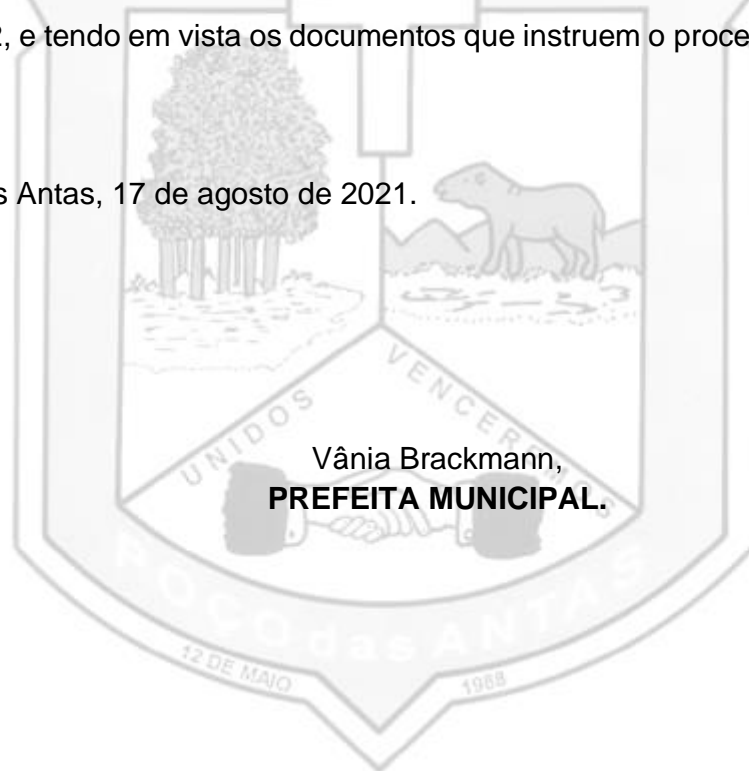 2, e tendo em vista os documentos que instruem o proce
s Antas, 17 de agosto de 2021.
UNIDOS VENCEREMOS
Vânia Brackmann,
PREFEITA MUNICIPAL.
POÇO das ANTAS
12 DE MAIO 1988